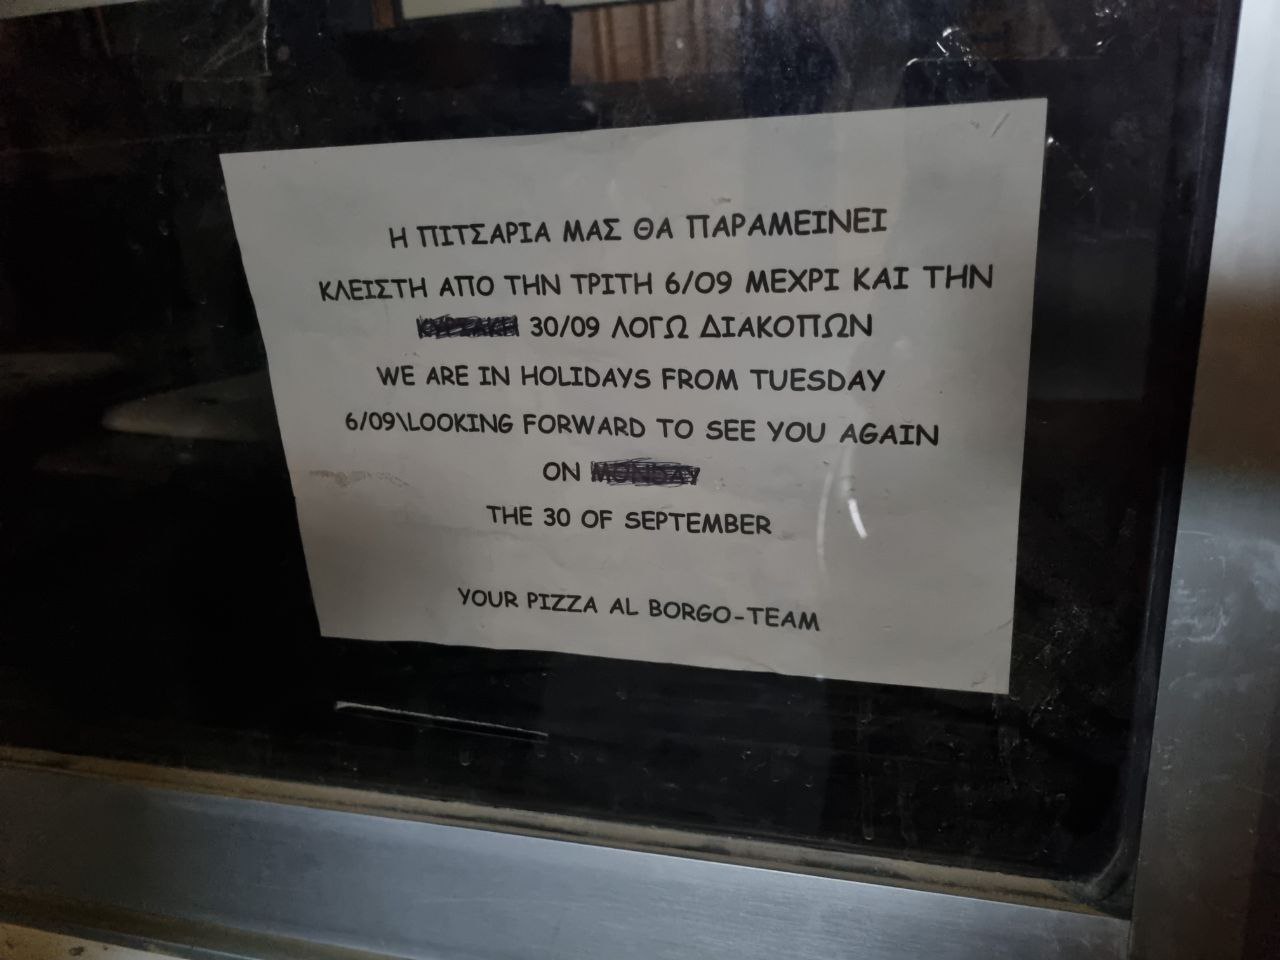 Η ΠΙΤΣΑΡΙΑ ΜΑΣ ΘΑ ΠΑΡΑΜΕΙΝΕΙ
ΚΛΕΙΣΤΗ ΑΠΟ ΤΗΝ ΤΡΙΤΗ 6/09 ΜΕΧΡΙ ΚΑΙ ΤΗΝ
30/09 ΛΟΓΩ ΔΙΑΚΟΠΩΝ
WE ARE IN HOLIDAYS FROM TUESDAY
6/09\LOOKING FORWARD TO SEE YOU AGAIN
ON MONDAY
THE 30 OF SEPTEMBER
YOUR PIZZA AL BORGO-TEAM